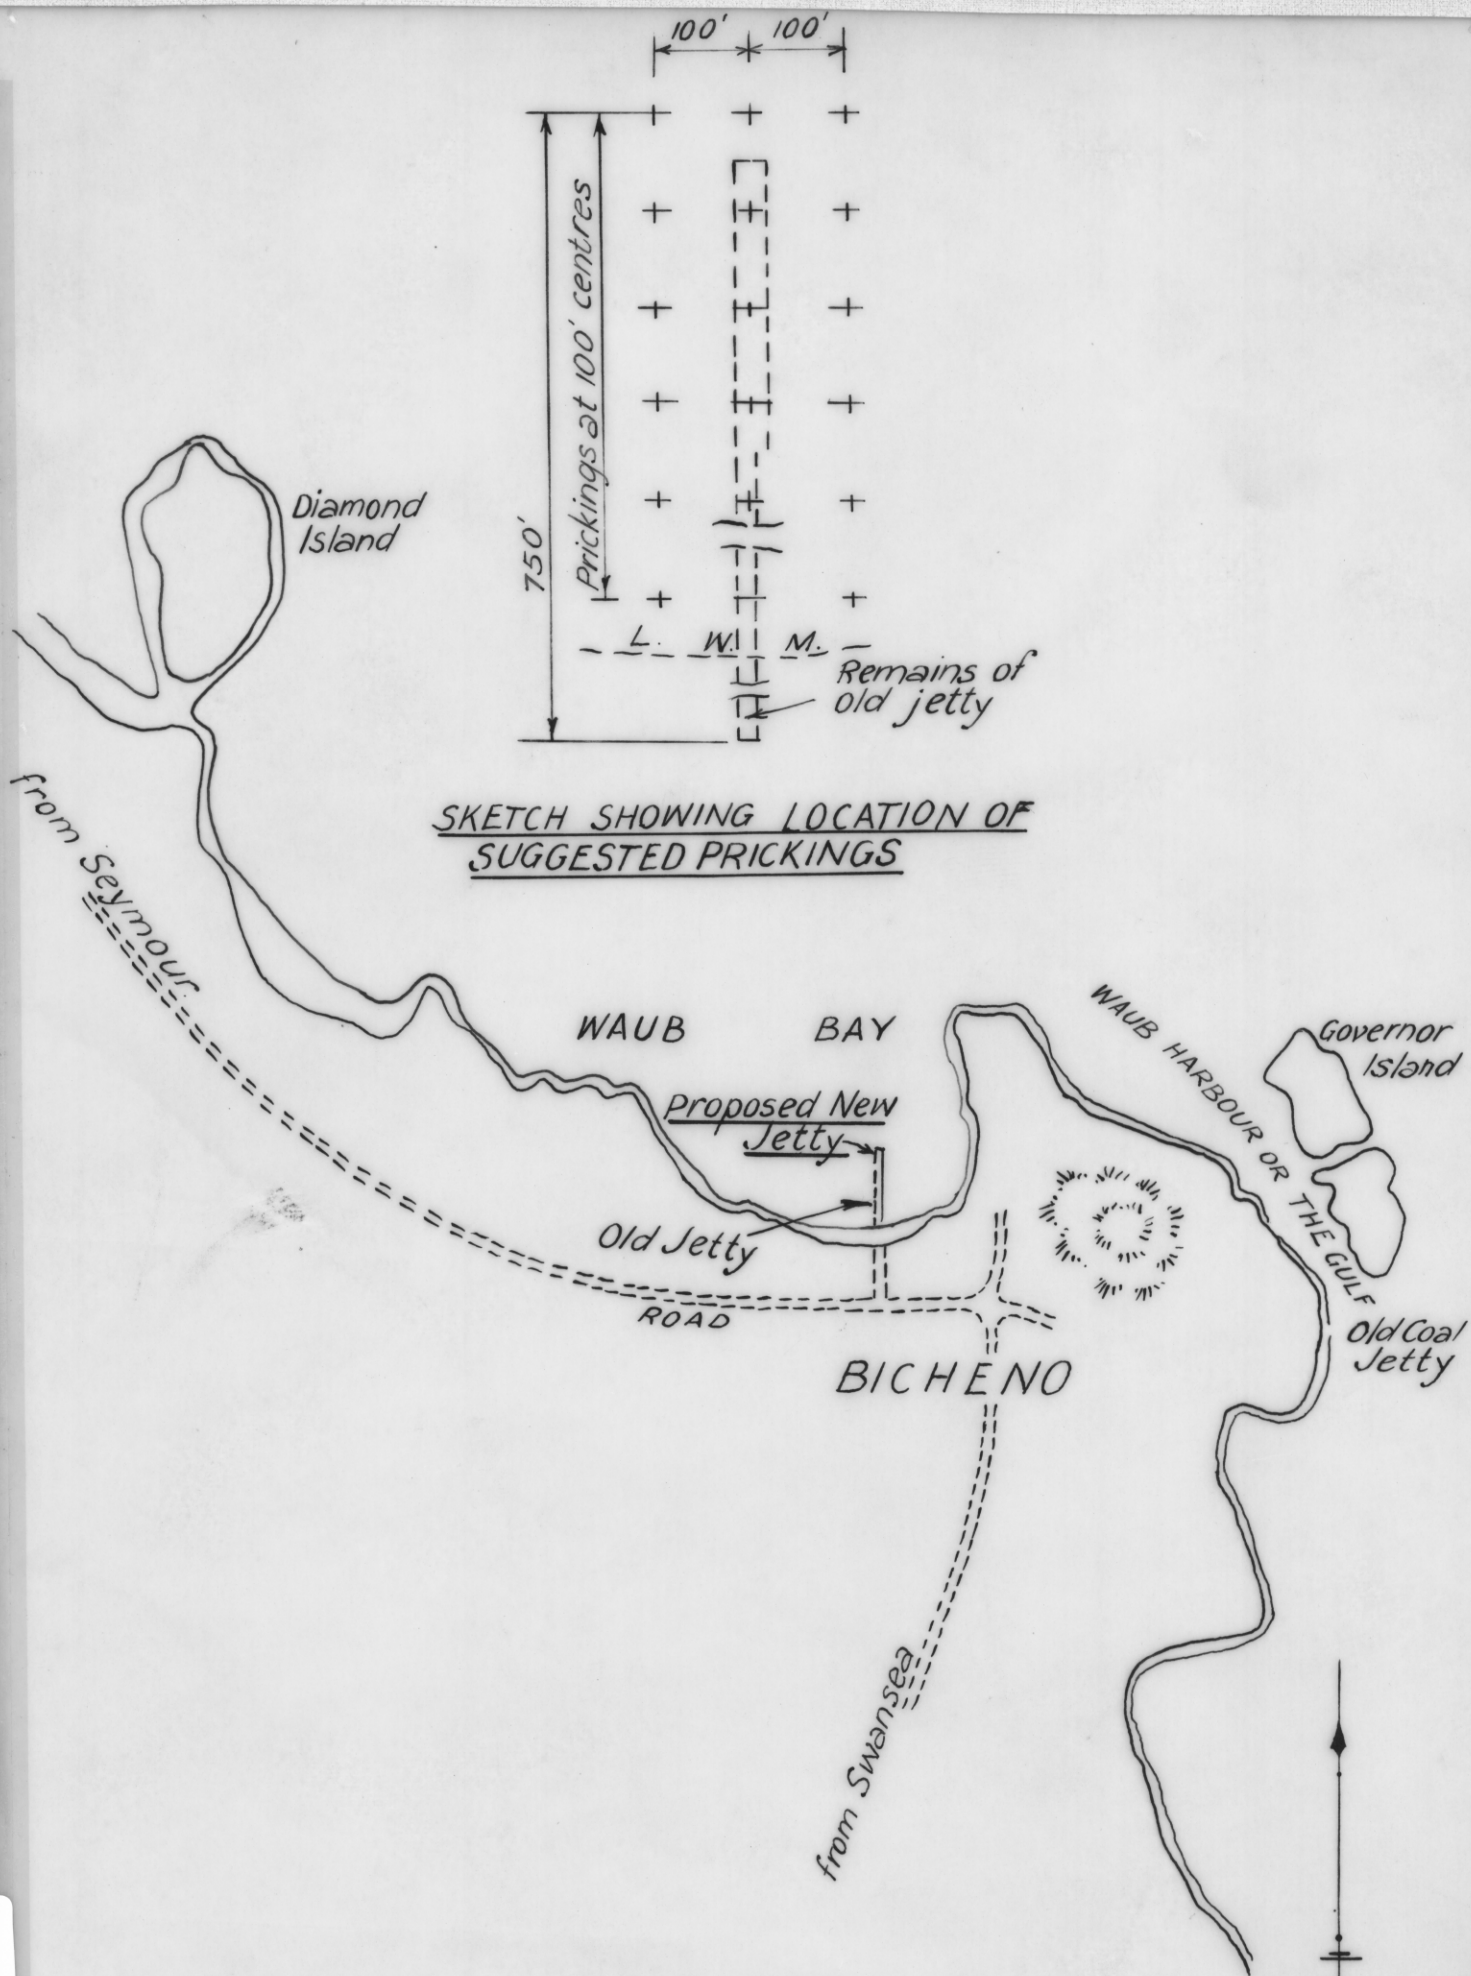 100' 100'
Prickings at 100' centres
750'
L. W. M.
Remains of
old jetty
Diamond
Island
SKETCH SHOWING LOCATION OF
SUGGESTED PRICKINGS
from Seymour.
WAUB BAY
WAUB HARBOUR OR THE GULF
Governor
Island
Proposed New
Jetty
Old Jetty
ROAD
Old Coal
Jetty
BICHENO
from Swansea